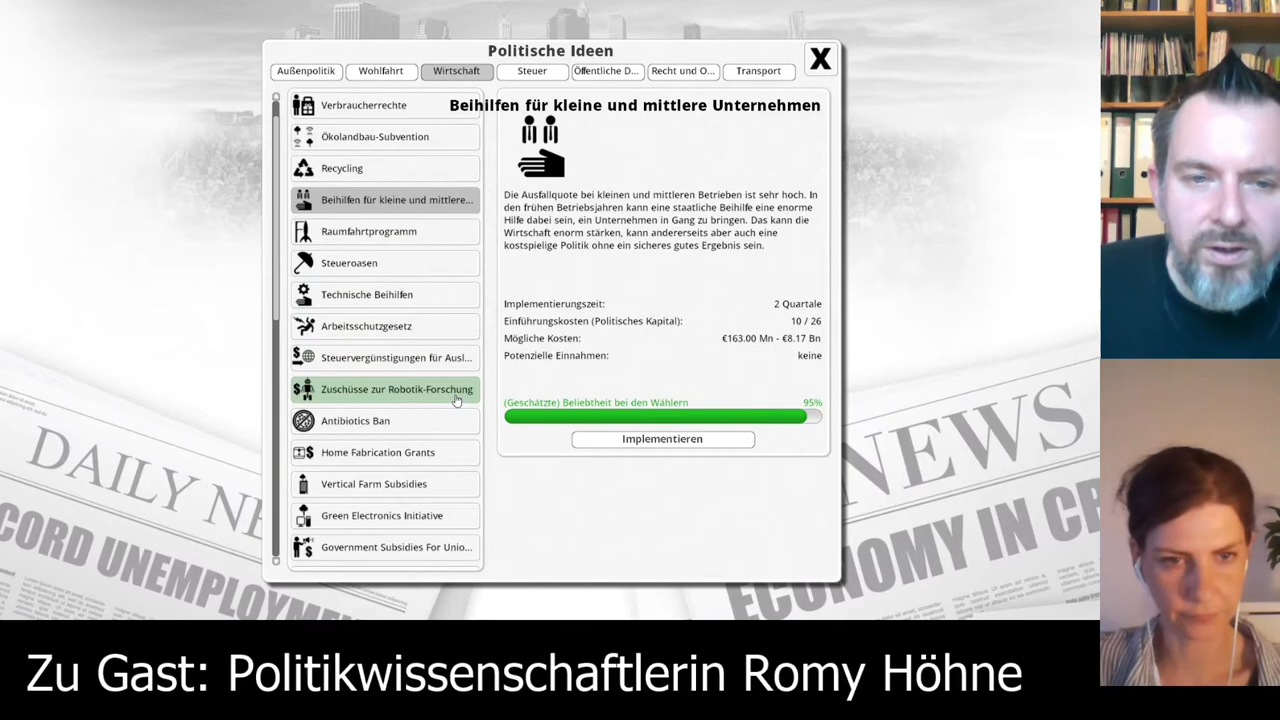 Politische Ideen
X
Außenpolitik
Wohlfahrt
Wirtschaft
Steuer
Öffentliche D...
Recht und O...
Transport
Verbraucherrechte
Ökolandbau-Subvention
Recycling
Beihilfen für kleine und mittlere...
Raumfahrtprogramm
Steueroasen
Technische Beihilfen
Arbeitsschutzgesetz
Steuervergünstigungen für Ausl...
Zuschüsse zur Robotik-Forschung
Antibiotics Ban
Home Fabrication Grants
Vertical Farm Subsidies
Green Electronics Initiative
Government Subsidies For Unio...
Beihilfen für kleine und mittlere Unternehmen
Die Ausfallquote bei kleinen und mittleren Betrieben ist sehr hoch. In
den frühen Betriebsjahren kann eine staatliche Beihilfe eine enorme
Hilfe dabei sein, ein Unternehmen in Gang zu bringen. Das kann die
Wirtschaft enorm stärken, kann andererseits aber auch eine
kostspielige Politik ohne ein sicheres gutes Ergebnis sein.
Implementierungszeit: 2 Quartale
Einführungskosten (Politisches Kapital): 10 / 26
Mögliche Kosten: €163.00 Mn - €8.17 Bn
Potenzielle Einnahmen: keine
(Geschätzte) Beliebtheit bei den Wählern 95%
Implementieren
DAILY NE
CORD UNEMPLOYME
NEWS
ECONOMY IN CR
Zu Gast: Politikwissenschaftlerin Romy Höhne